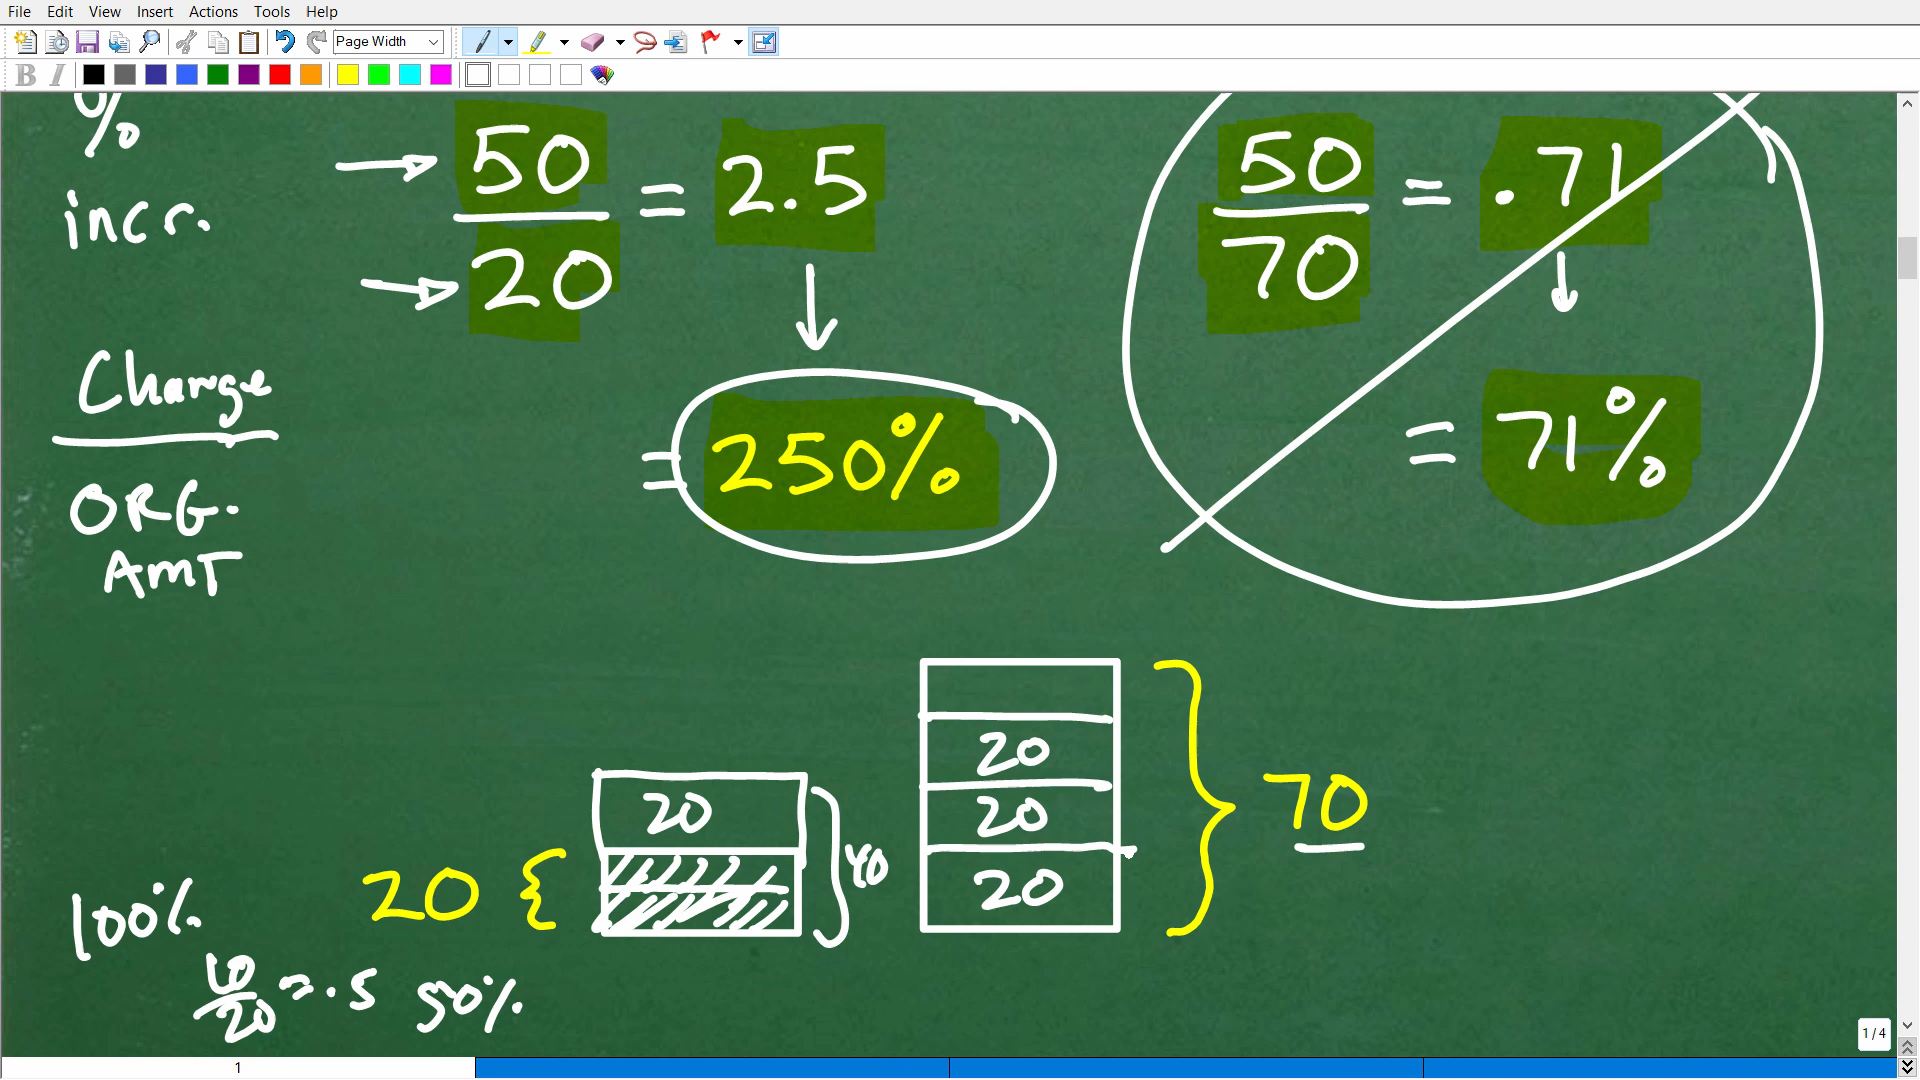 File Edit View Insert Actions Tools Help
Page Width
B I
%
incr.
Change
ORG.
AMT
50
20
= 2.5
= 250%
50
70
= .71
= 71%
20
20
40
20
20
20
70
100%
10
20
= .5 50%
1 / 4
1